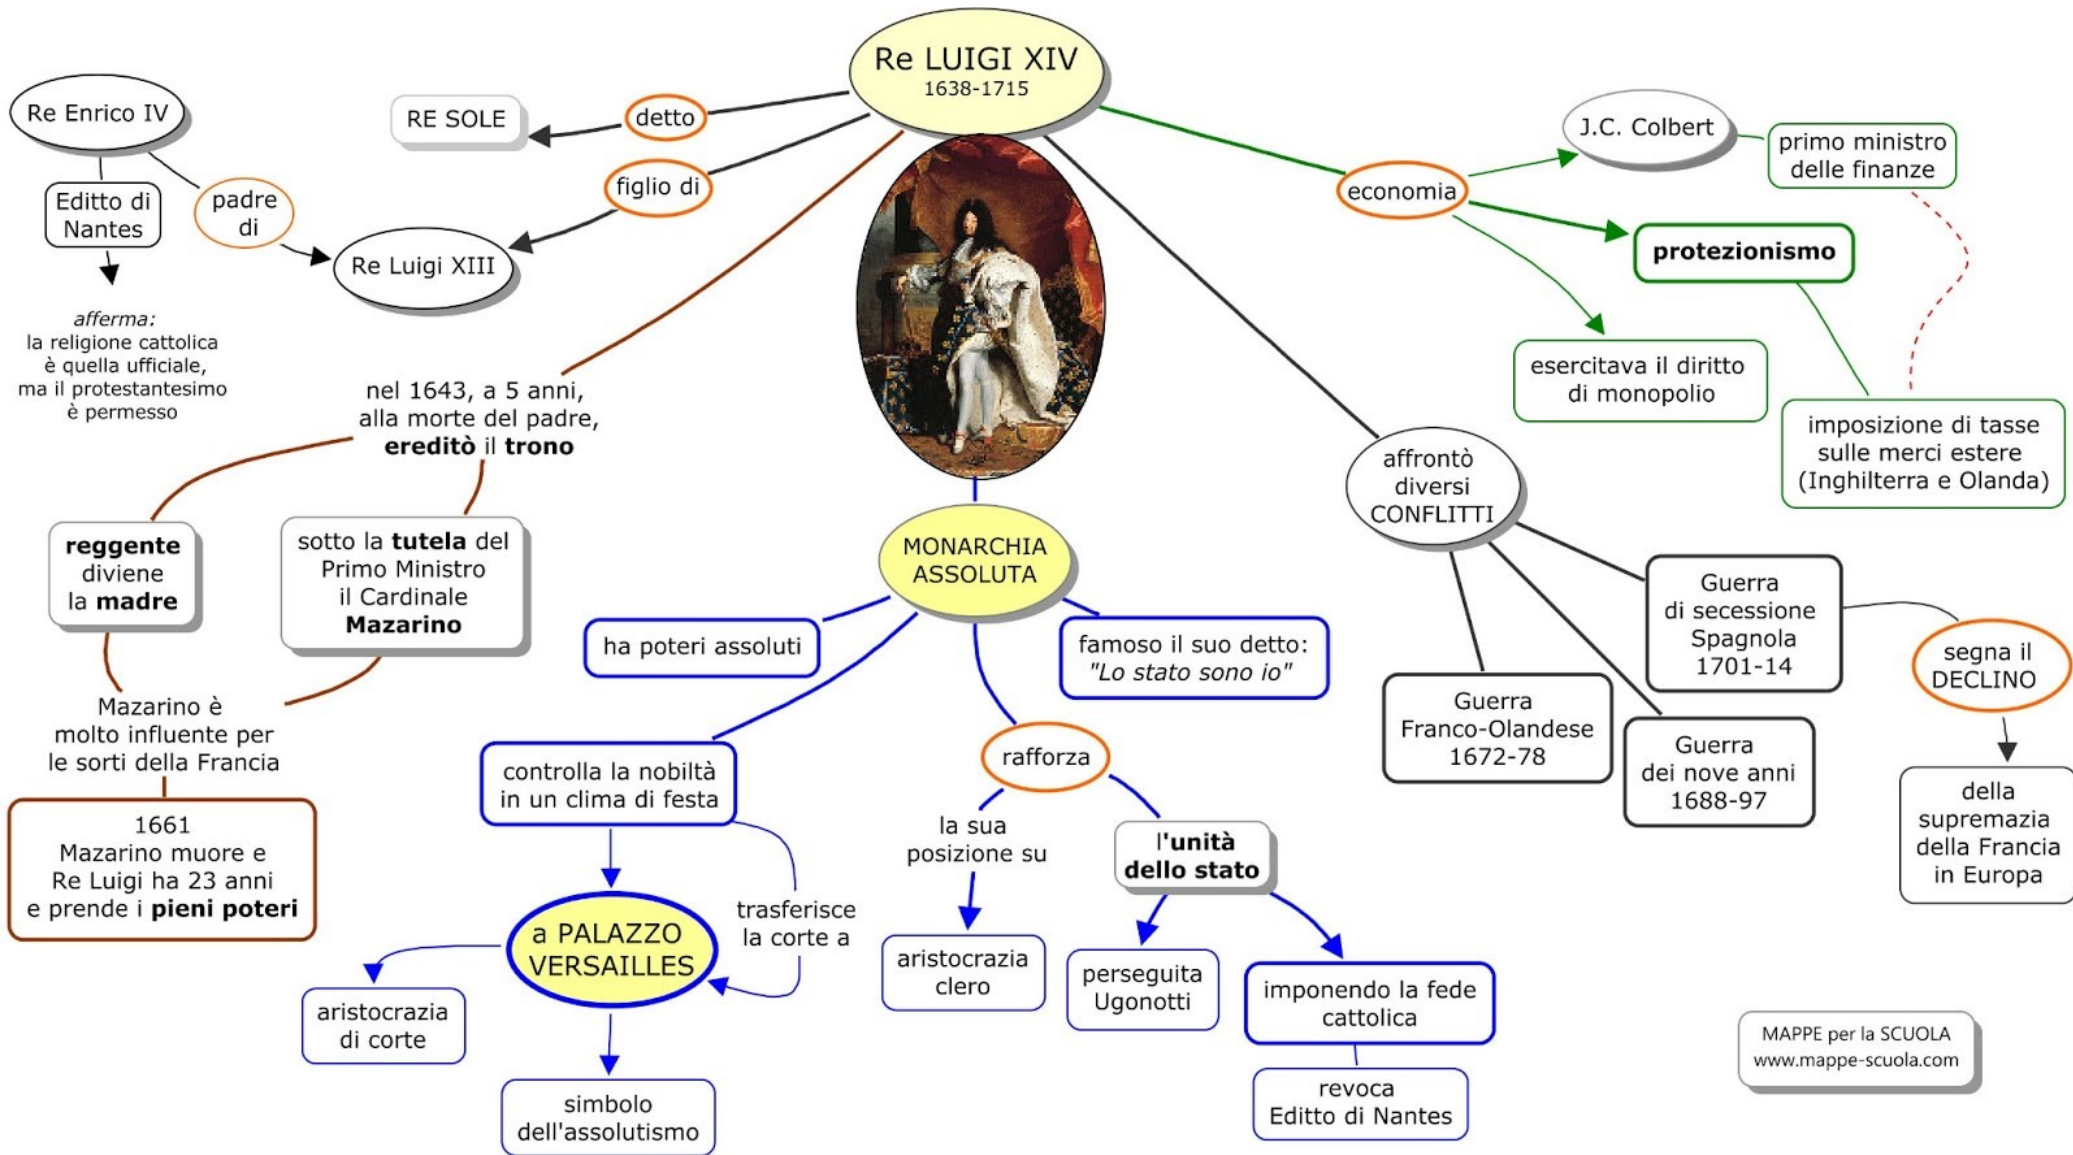 Re LUIGI XIV
1638-1715
detto
RE SOLE
figlio di
Re Luigi XIII
Re Enrico IV
padre
di
Editto di
Nantes
afferma:
la religione cattolica
è quella ufficiale,
ma il protestantesimo
è permesso
nel 1643, a 5 anni,
alla morte del padre,
ereditò il trono
reggente
diviene
la madre
sotto la tutela del
Primo Ministro
il Cardinale
Mazarino
Mazarino è
molto influente per
le sorti della Francia
1661
Mazarino muore e
Re Luigi ha 23 anni
e prende i pieni poteri
MONARCHIA
ASSOLUTA
ha poteri assoluti
famoso il suo detto:
"Lo stato sono io"
controlla la nobiltà
in un clima di festa
trasferisce
la corte a
a PALAZZO
VERSAILLES
aristocrazia
di corte
simbolo
dell'assolutismo
rafforza
la sua
posizione su
aristocrazia
clero
l'unità
dello stato
perseguita
Ugonotti
imponendo la fede
cattolica
revoca
Editto di Nantes
economia
J.C. Colbert
primo ministro
delle finanze
protezionismo
esercitava il diritto
di monopolio
imposizione di tasse
sulle merci estere
(Inghilterra e Olanda)
affrontò
diversi
CONFLITTI
Guerra
Franco-Olandese
1672-78
Guerra
dei nove anni
1688-97
Guerra
di secessione
Spagnola
1701-14
segna il
DECLINO
della
supremazia
della Francia
in Europa
MAPPE per la SCUOLA
www.mappe-scuola.com